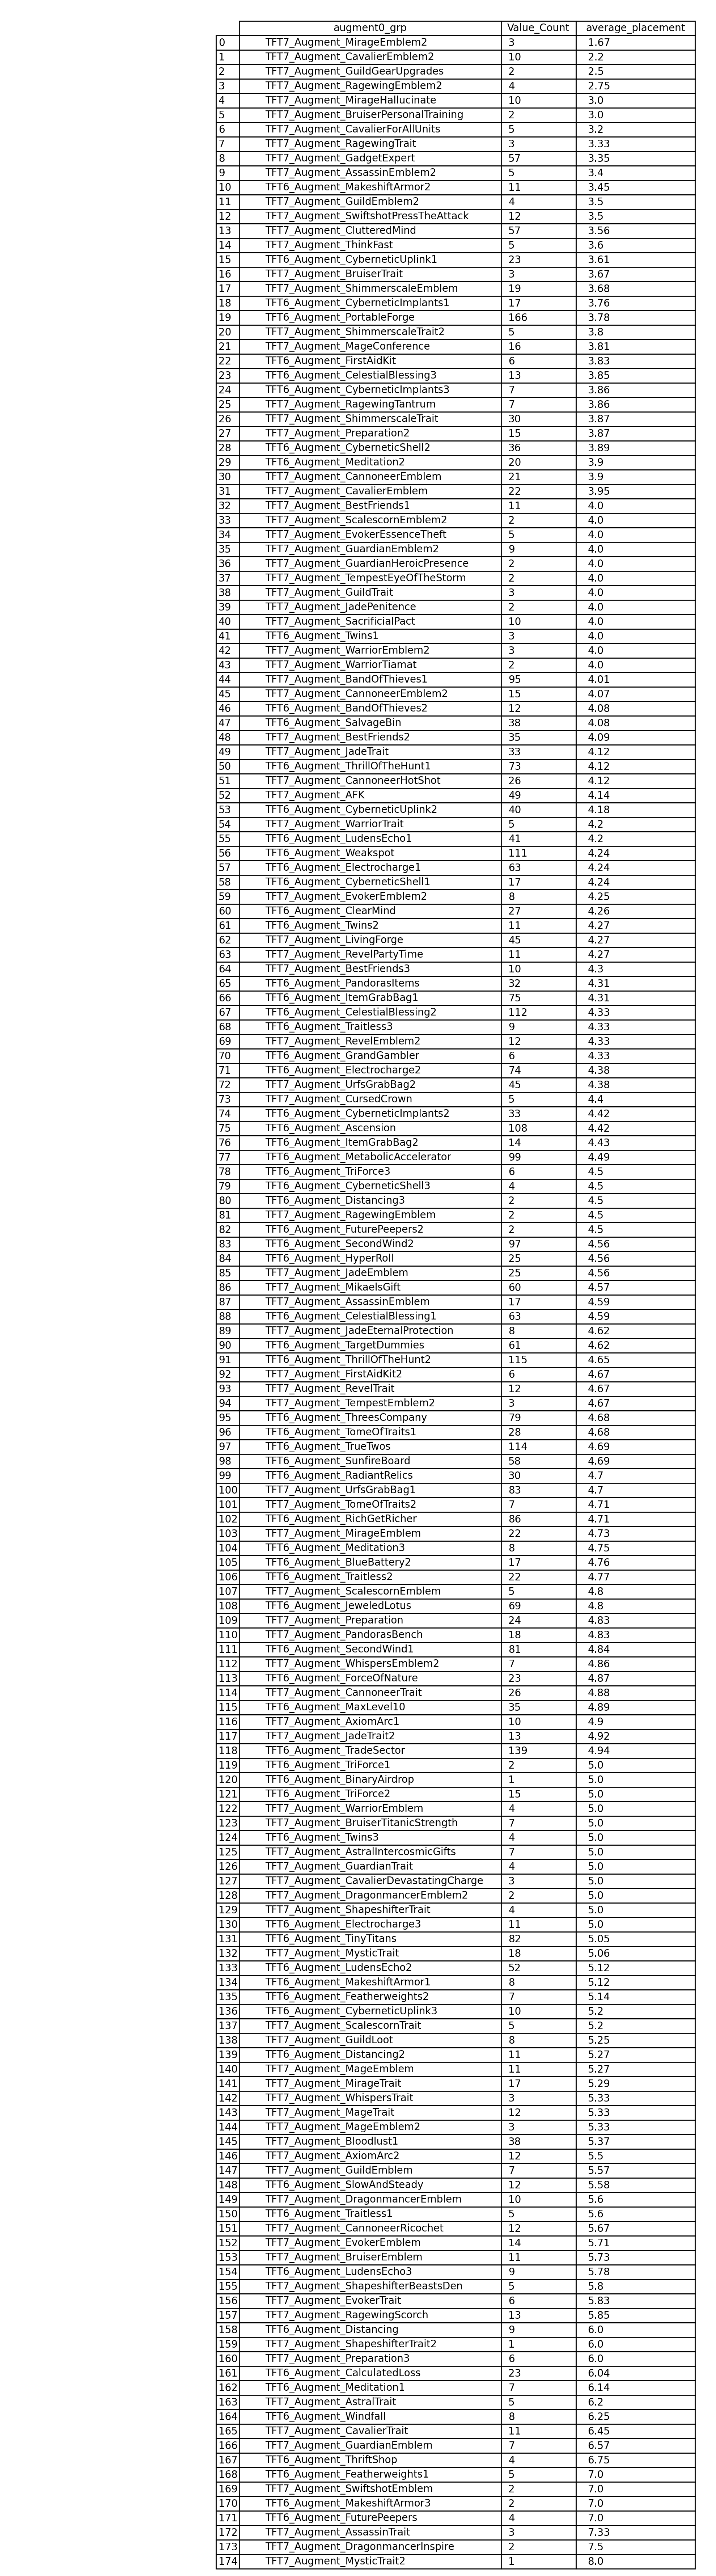 augment0_grp Value_Count average_placement
0 TFT7_Augment_MirageEmblem2 3 1.67
1 TFT7_Augment_CavalierEmblem2 10 2.2
2 TFT7_Augment_GuildGearUpgrades 2 2.5
3 TFT7_Augment_RagewingEmblem2 4 2.75
4 TFT7_Augment_MirageHallucinate 10 3.0
5 TFT7_Augment_BruiserPersonalTraining 2 3.0
6 TFT7_Augment_CavalierForAllUnits 5 3.2
7 TFT7_Augment_RagewingTrait 3 3.33
8 TFT7_Augment_GadgetExpert 57 3.35
9 TFT7_Augment_AssassinEmblem2 5 3.4
10 TFT6_Augment_MakeshiftArmor2 11 3.45
11 TFT7_Augment_GuildEmblem2 4 3.5
12 TFT7_Augment_SwiftshotPressTheAttack 12 3.5
13 TFT7_Augment_ClutteredMind 57 3.56
14 TFT7_Augment_ThinkFast 5 3.6
15 TFT6_Augment_CyberneticUplink1 23 3.61
16 TFT7_Augment_BruiserTrait 3 3.67
17 TFT7_Augment_ShimmerscaleEmblem 19 3.68
18 TFT6_Augment_CyberneticImplants1 17 3.76
19 TFT6_Augment_PortableForge 166 3.78
20 TFT7_Augment_ShimmerscaleTrait2 5 3.8
21 TFT7_Augment_MageConference 16 3.81
22 TFT6_Augment_FirstAidKit 6 3.83
23 TFT6_Augment_CelestialBlessing3 13 3.85
24 TFT6_Augment_CyberneticImplants3 7 3.86
25 TFT7_Augment_RagewingTantrum 7 3.86
26 TFT7_Augment_ShimmerscaleTrait 30 3.87
27 TFT7_Augment_Preparation2 15 3.87
28 TFT6_Augment_CyberneticShell2 36 3.89
29 TFT6_Augment_Meditation2 20 3.9
30 TFT7_Augment_CannoneerEmblem 21 3.9
31 TFT7_Augment_CavalierEmblem 22 3.95
32 TFT7_Augment_BestFriends1 11 4.0
33 TFT7_Augment_ScalescornEmblem2 2 4.0
34 TFT7_Augment_EvokerEssenceTheft 5 4.0
35 TFT7_Augment_GuardianEmblem2 9 4.0
36 TFT7_Augment_GuardianHeroicPresence 2 4.0
37 TFT7_Augment_TempestEyeOfTheStorm 2 4.0
38 TFT7_Augment_GuildTrait 3 4.0
39 TFT7_Augment_JadePenitence 2 4.0
40 TFT7_Augment_SacrificialPact 10 4.0
41 TFT6_Augment_Twins1 3 4.0
42 TFT7_Augment_WarriorEmblem2 3 4.0
43 TFT7_Augment_WarriorTiamat 2 4.0
44 TFT7_Augment_BandOfThieves1 95 4.01
45 TFT7_Augment_CannoneerEmblem2 15 4.07
46 TFT6_Augment_BandOfThieves2 12 4.08
47 TFT6_Augment_SalvageBin 38 4.08
48 TFT7_Augment_BestFriends2 35 4.09
49 TFT7_Augment_JadeTrait 33 4.12
50 TFT6_Augment_ThrillOfTheHunt1 73 4.12
51 TFT7_Augment_CannoneerHotShot 26 4.12
52 TFT7_Augment_AFK 49 4.14
53 TFT6_Augment_CyberneticUplink2 40 4.18
54 TFT7_Augment_WarriorTrait 5 4.2
55 TFT6_Augment_LudensEcho1 41 4.2
56 TFT6_Augment_Weakspot 111 4.24
57 TFT6_Augment_Electrocharge1 63 4.24
58 TFT6_Augment_CyberneticShell1 17 4.24
59 TFT7_Augment_EvokerEmblem2 8 4.25
60 TFT6_Augment_ClearMind 27 4.26
61 TFT6_Augment_Twins2 11 4.27
62 TFT7_Augment_LivingForge 45 4.27
63 TFT7_Augment_RevelPartyTime 11 4.27
64 TFT7_Augment_BestFriends3 10 4.3
65 TFT6_Augment_PandorasItems 32 4.31
66 TFT6_Augment_ItemGrabBag1 75 4.31
67 TFT6_Augment_CelestialBlessing2 112 4.33
68 TFT6_Augment_Traitless3 9 4.33
69 TFT7_Augment_RevelEmblem2 12 4.33
70 TFT6_Augment_GrandGambler 6 4.33
71 TFT6_Augment_Electrocharge2 74 4.38
72 TFT7_Augment_UrfsGrabBag2 45 4.38
73 TFT7_Augment_CursedCrown 5 4.4
74 TFT6_Augment_CyberneticImplants2 33 4.42
75 TFT6_Augment_Ascension 108 4.42
76 TFT6_Augment_ItemGrabBag2 14 4.43
77 TFT6_Augment_MetabolicAccelerator 99 4.49
78 TFT6_Augment_TriForce3 6 4.5
79 TFT6_Augment_CyberneticShell3 4 4.5
80 TFT6_Augment_Distancing3 2 4.5
81 TFT7_Augment_RagewingEmblem 2 4.5
82 TFT7_Augment_FuturePeepers2 2 4.5
83 TFT6_Augment_SecondWind2 97 4.56
84 TFT6_Augment_HyperRoll 25 4.56
85 TFT7_Augment_JadeEmblem 25 4.56
86 TFT7_Augment_MikaelsGift 60 4.57
87 TFT7_Augment_AssassinEmblem 17 4.59
88 TFT6_Augment_CelestialBlessing1 63 4.59
89 TFT7_Augment_JadeEternalProtection 8 4.62
90 TFT6_Augment_TargetDummies 61 4.62
91 TFT6_Augment_ThrillOfTheHunt2 115 4.65
92 TFT7_Augment_FirstAidKit2 6 4.67
93 TFT7_Augment_RevelTrait 12 4.67
94 TFT7_Augment_TempestEmblem2 3 4.67
95 TFT6_Augment_ThreesCompany 79 4.68
96 TFT6_Augment_TomeOfTraits1 28 4.68
97 TFT6_Augment_TrueTwos 114 4.69
98 TFT6_Augment_SunfireBoard 58 4.69
99 TFT6_Augment_RadiantRelics 30 4.7
100 TFT7_Augment_UrfsGrabBag1 83 4.7
101 TFT7_Augment_TomeOfTraits2 7 4.71
102 TFT6_Augment_RichGetRicher 86 4.71
103 TFT7_Augment_MirageEmblem 22 4.73
104 TFT6_Augment_Meditation3 8 4.75
105 TFT6_Augment_BlueBattery2 17 4.76
106 TFT6_Augment_Traitless2 22 4.77
107 TFT7_Augment_ScalescornEmblem 5 4.8
108 TFT6_Augment_JeweledLotus 69 4.8
109 TFT7_Augment_Preparation 24 4.83
110 TFT7_Augment_PandorasBench 18 4.83
111 TFT6_Augment_SecondWind1 81 4.84
112 TFT7_Augment_WhispersEmblem2 7 4.86
113 TFT6_Augment_ForceOfNature 23 4.87
114 TFT7_Augment_CannoneerTrait 26 4.88
115 TFT6_Augment_MaxLevel10 35 4.89
116 TFT7_Augment_AxiomArc1 10 4.9
117 TFT7_Augment_JadeTrait2 13 4.92
118 TFT6_Augment_TradeSector 139 4.94
119 TFT6_Augment_TriForce1 2 5.0
120 TFT6_Augment_BinaryAirdrop 1 5.0
121 TFT6_Augment_TriForce2 15 5.0
122 TFT7_Augment_WarriorEmblem 4 5.0
123 TFT7_Augment_BruiserTitanicStrength 7 5.0
124 TFT6_Augment_Twins3 4 5.0
125 TFT7_Augment_AstralIntercosmicGifts 7 5.0
126 TFT7_Augment_GuardianTrait 4 5.0
127 TFT7_Augment_CavalierDevastatingCharge 3 5.0
128 TFT7_Augment_DragonmancerEmblem2 2 5.0
129 TFT7_Augment_ShapeshifterTrait 4 5.0
130 TFT6_Augment_Electrocharge3 11 5.0
131 TFT6_Augment_TinyTitans 82 5.05
132 TFT7_Augment_MysticTrait 18 5.06
133 TFT6_Augment_LudensEcho2 52 5.12
134 TFT6_Augment_MakeshiftArmor1 8 5.12
135 TFT6_Augment_Featherweights2 7 5.14
136 TFT6_Augment_CyberneticUplink3 10 5.2
137 TFT7_Augment_ScalescornTrait 5 5.2
138 TFT7_Augment_GuildLoot 8 5.25
139 TFT6_Augment_Distancing2 11 5.27
140 TFT7_Augment_MageEmblem 11 5.27
141 TFT7_Augment_MirageTrait 17 5.29
142 TFT7_Augment_WhispersTrait 3 5.33
143 TFT7_Augment_MageTrait 12 5.33
144 TFT7_Augment_MageEmblem2 3 5.33
145 TFT7_Augment_Bloodlust1 38 5.37
146 TFT7_Augment_AxiomArc2 12 5.5
147 TFT7_Augment_GuildEmblem 7 5.57
148 TFT6_Augment_SlowAndSteady 12 5.58
149 TFT7_Augment_DragonmancerEmblem 10 5.6
150 TFT6_Augment_Traitless1 5 5.6
151 TFT7_Augment_CannoneerRicochet 12 5.67
152 TFT7_Augment_EvokerEmblem 14 5.71
153 TFT7_Augment_BruiserEmblem 11 5.73
154 TFT6_Augment_LudensEcho3 9 5.78
155 TFT7_Augment_ShapeshifterBeastsDen 5 5.8
156 TFT7_Augment_EvokerTrait 6 5.83
157 TFT7_Augment_RagewingScorch 13 5.85
158 TFT6_Augment_Distancing 9 6.0
159 TFT7_Augment_ShapeshifterTrait2 1 6.0
160 TFT7_Augment_Preparation3 6 6.0
161 TFT6_Augment_CalculatedLoss 23 6.04
162 TFT6_Augment_Meditation1 7 6.14
163 TFT7_Augment_AstralTrait 5 6.2
164 TFT6_Augment_Windfall 8 6.25
165 TFT7_Augment_CavalierTrait 11 6.45
166 TFT7_Augment_GuardianEmblem 7 6.57
167 TFT6_Augment_ThriftShop 4 6.75
168 TFT6_Augment_Featherweights1 5 7.0
169 TFT7_Augment_SwiftshotEmblem 2 7.0
170 TFT6_Augment_MakeshiftArmor3 2 7.0
171 TFT6_Augment_FuturePeepers 4 7.0
172 TFT7_Augment_AssassinTrait 3 7.33
173 TFT7_Augment_DragonmancerInspire 2 7.5
174 TFT7_Augment_MysticTrait2 1 8.0